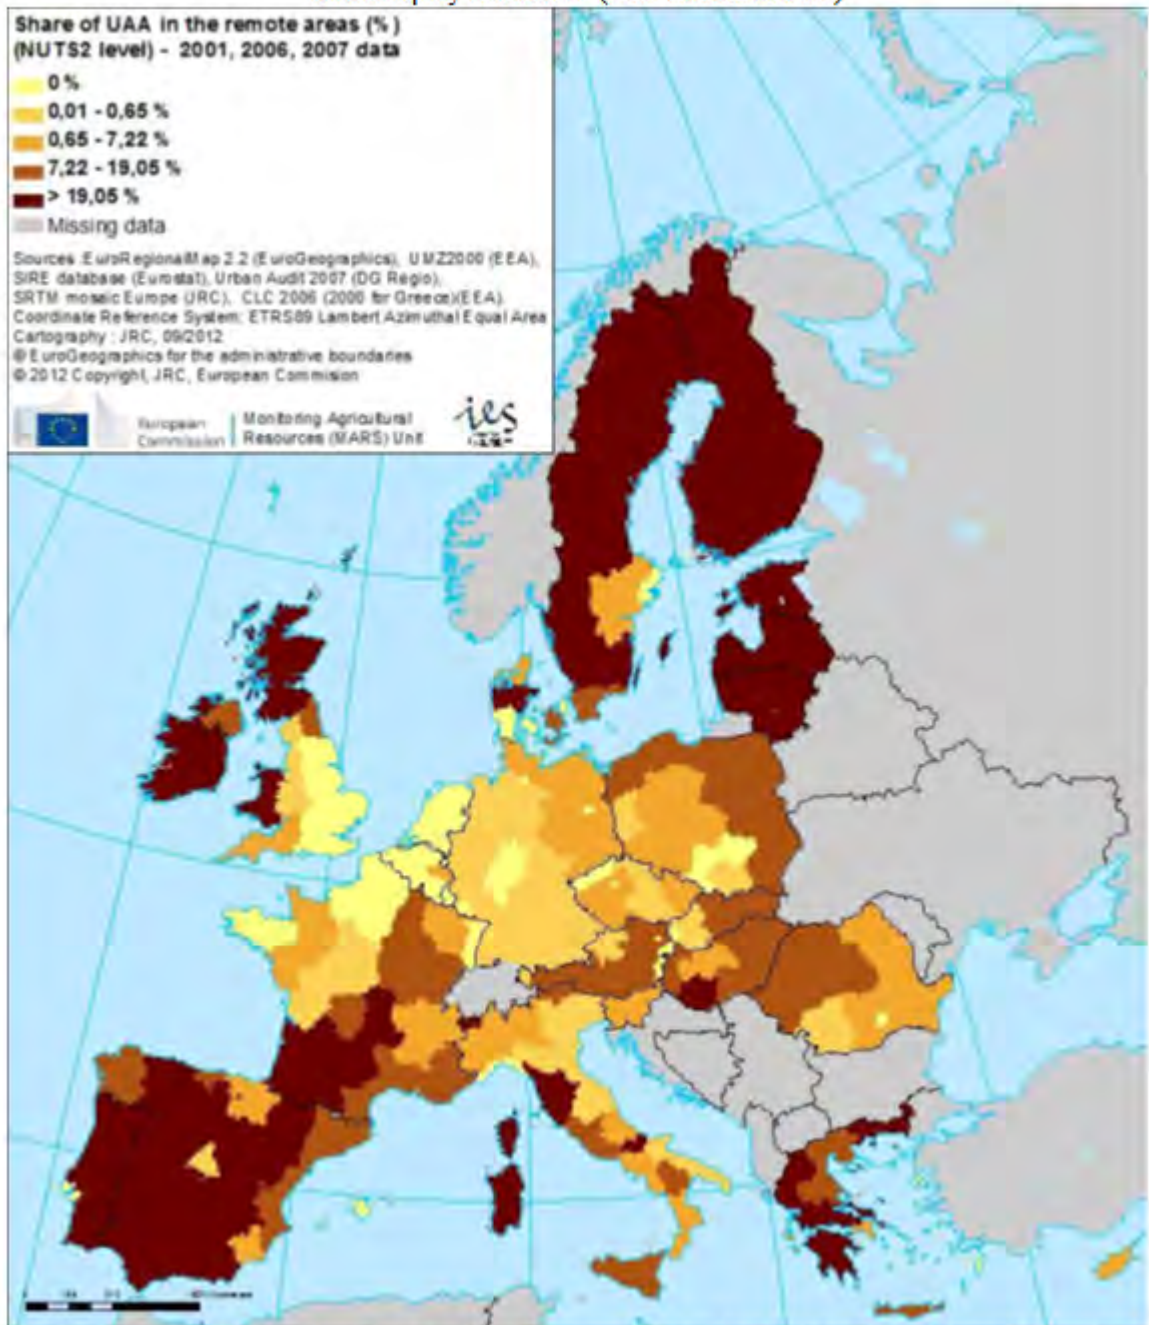 Share of UAA in the remote areas (%)
(NUTS2 level) - 2001, 2006, 2007 data
0 %
0,01 - 0,65 %
0,65 - 7,22 %
7,22 - 19,05 %
> 19,05 %
Missing data
Sources :EuroRegionalMap 2.2 (EuroGeographics), UMZ2000 (EEA),
SIRE database (Eurostat), Urban Audit 2007 (DG Regio),
SRTM mosaic Europe (JRC), CLC 2006 (2000 for Greece)(EEA)
Coordinate Reference System: ETRS89 Lambert Azimuthal Equal Area
Cartography : JRC, 09/2012
© EuroGeographics for the administrative boundaries
© 2012 Copyright, JRC, European Commision
European
Commission
Monitoring Agricultural
Resources (MARS) Unit
ies